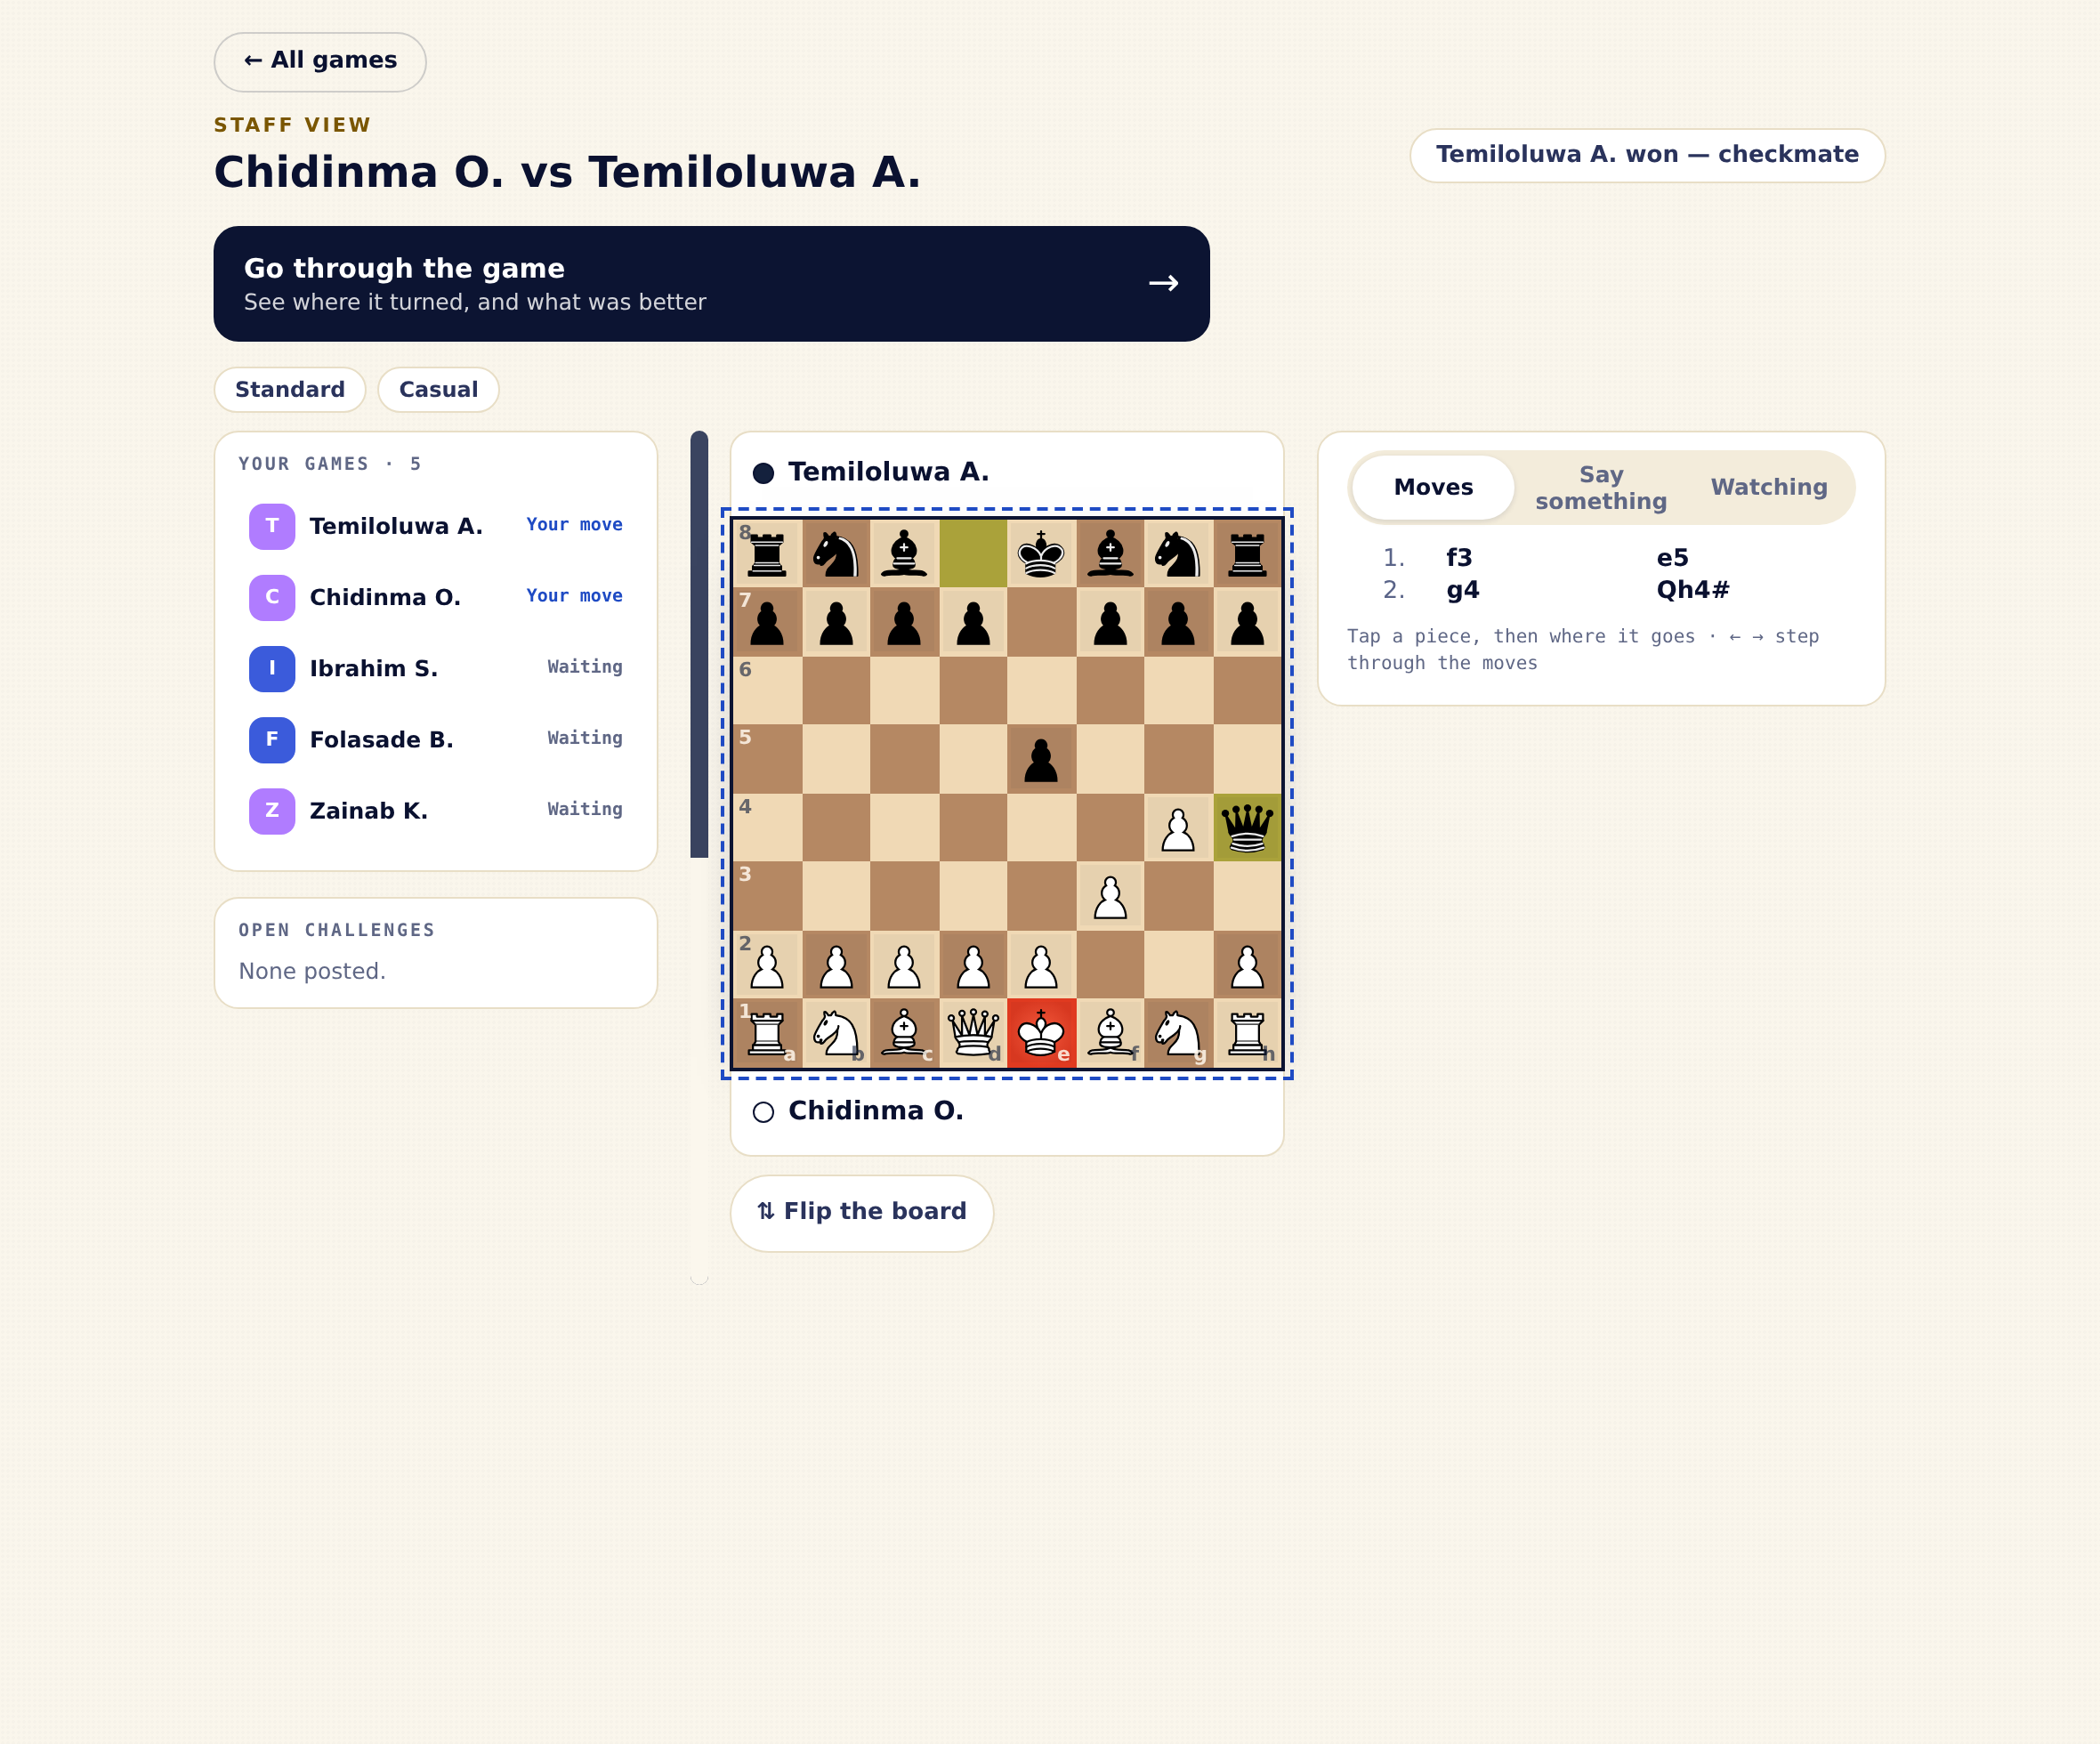 ← All games
STAFF VIEW
Chidinma O. vs Temiloluwa A.
Temiloluwa A. won — checkmate
Go through the game
See where it turned, and what was better
→
Standard
Casual
YOUR GAMES · 5
T Temiloluwa A. Your move
C Chidinma O. Your move
I Ibrahim S. Waiting
F Folasade B. Waiting
Z Zainab K. Waiting
OPEN CHALLENGES
None posted.
Temiloluwa A.
8
7
6
5
4
3
2
1
a b c d e f g h
Chidinma O.
⇅ Flip the board
Moves
Say
something
Watching
1. f3 e5
2. g4 Qh4#
Tap a piece, then where it goes · ← → step
through the moves